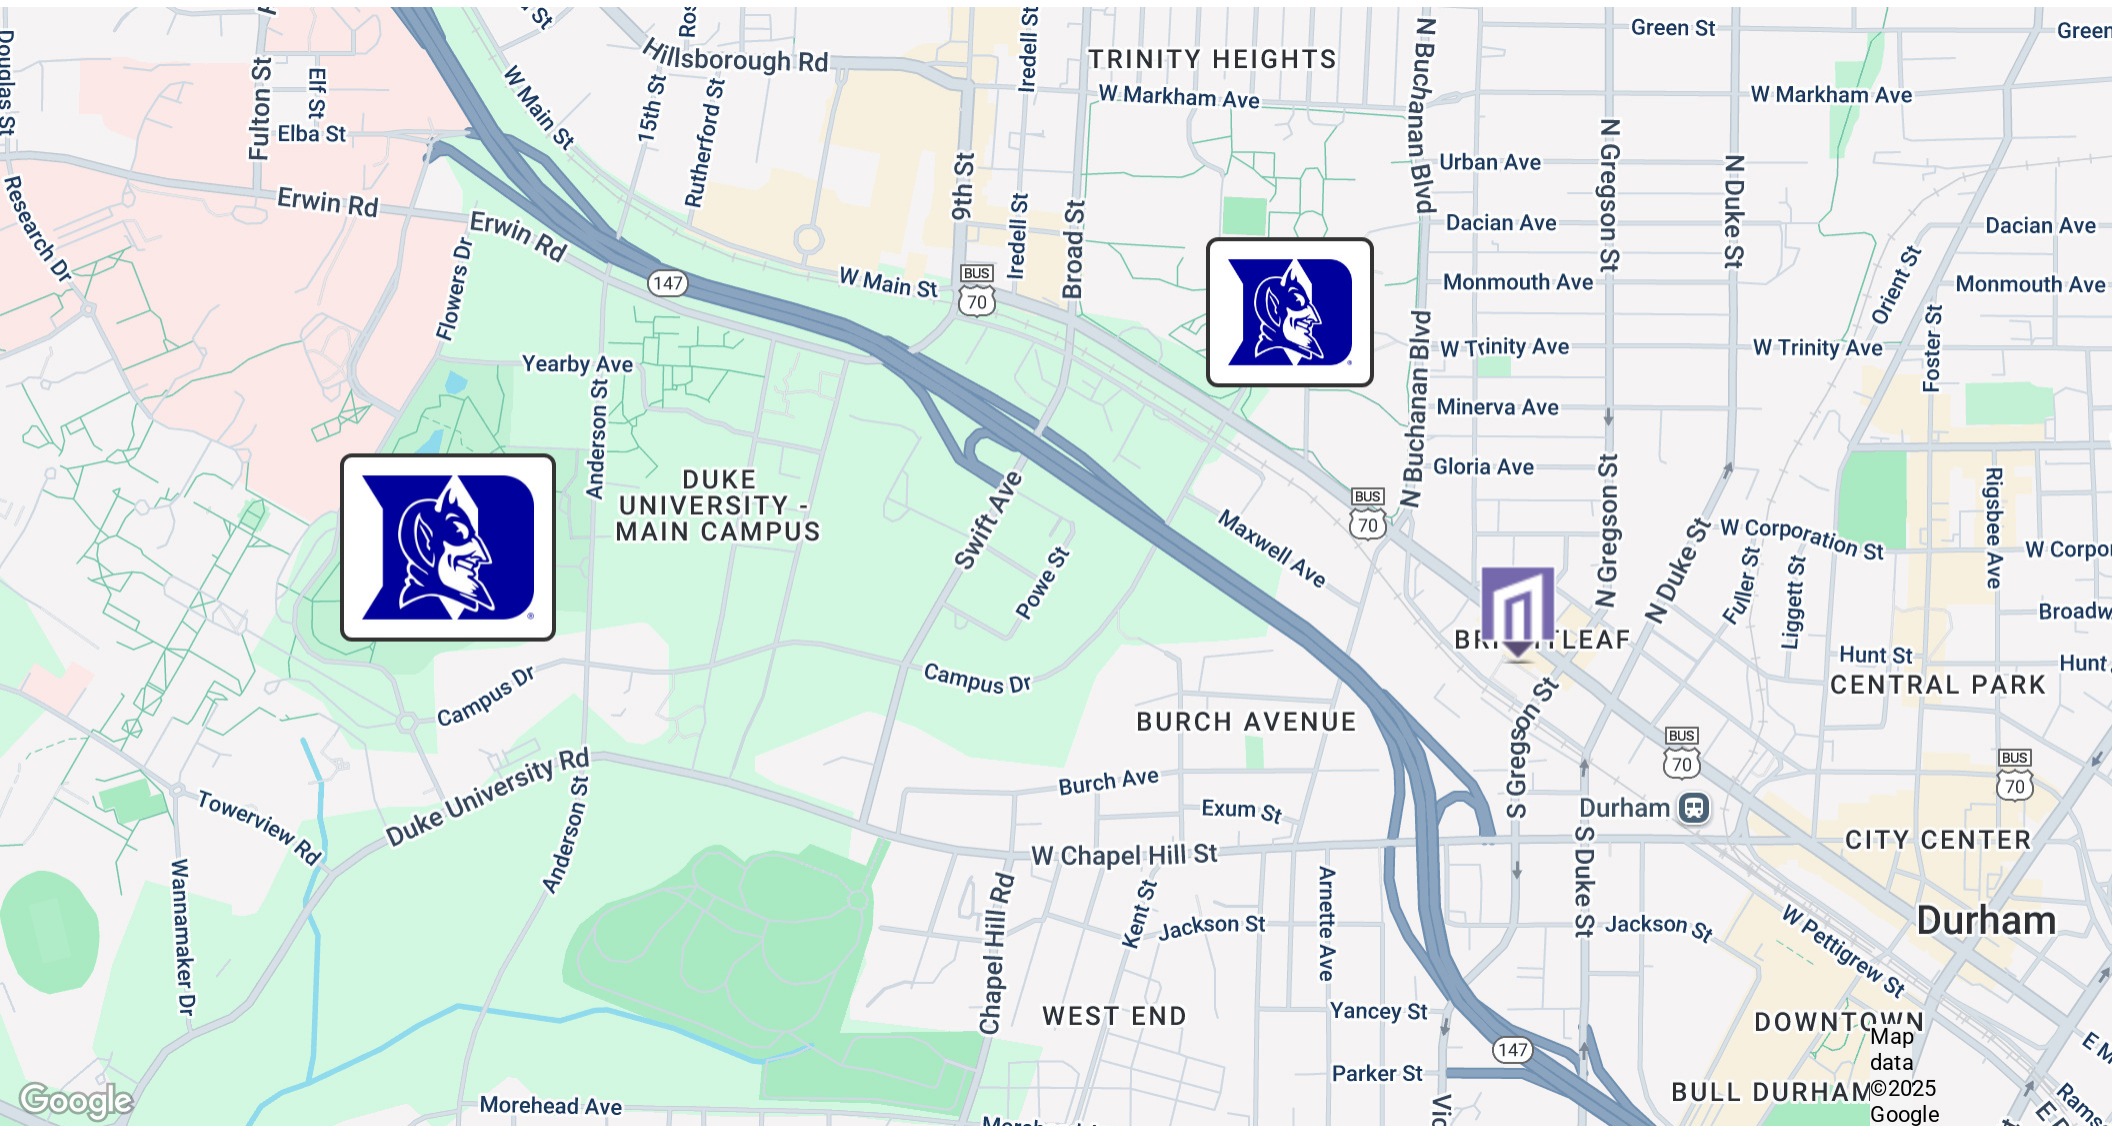 Hillsborough Rd
TRINITY HEIGHTS
Green St
Green
W Markham Ave
W Markham Ave
Douglas St
Fulton St
Elf St
Elba St
W Main St
15th St
Rutherford St
Iredell St
9th St
Iredell St
Broad St
N Buchanan Blvd
Urban Ave
N Gregson St
N Duke St
Research Dr
Erwin Rd
Erwin Rd
Dacian Ave
Dacian Ave
Flowers Dr
147
W Main St
BUS
70
Monmouth Ave
Orient St
Monmouth Ave
Yearby Ave
Anderson St
N Buchanan Blvd
W Trinity Ave
W Trinity Ave
Foster St
Minerva Ave
DUKE
UNIVERSITY -
MAIN CAMPUS
Swift Ave
Gloria Ave
N Gregson St
Rigsbee Ave
BUS
70
Maxwell Ave
N Duke St
W Corporation St
W Corpor
Powe St
Fuller St
Liggett St
Broadw
Hunt St
Hunt
CENTRAL PARK
Campus Dr
Campus Dr
S Gregson St
BURCH AVENUE
BUS
70
BUS
70
Duke University Rd
Anderson St
Burch Ave
Exum St
Durham
Towerview Rd
W Chapel Hill St
CITY CENTER
Wannamaker Dr
Chapel Hill Rd
Kent St
Jackson St
Arnette Ave
S Duke St
Jackson St
W Pettigrew St
Durham
WEST END
Yancey St
DOWNTOWN
147
Parker St
BULL DURHAM
Map
data
©2025
Google
Google
Morehead Ave